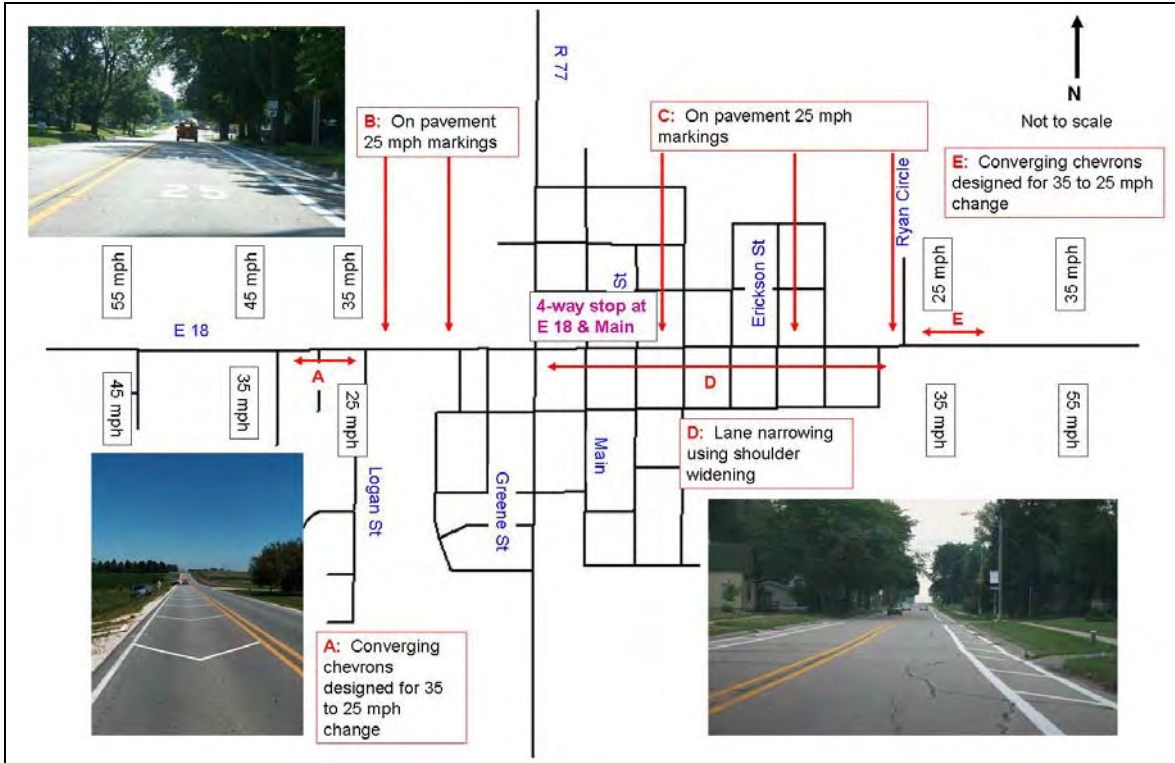 R 77
N
Not to scale
B: On pavement
25 mph markings
C: On pavement 25 mph
markings
E: Converging chevrons
designed for 35 to 25 mph
change
25
Ryan Circle
55 mph
45 mph
35 mph
St
Erickson St
25 mph
35 mph
4-way stop at
E 18 & Main
E 18
E
A
D
45 mph
35 mph
25 mph
35 mph
55 mph
D: Lane narrowing
using shoulder
widening
Main
Logan St
Greene St
A: Converging
chevrons
designed for 35
to 25 mph
change